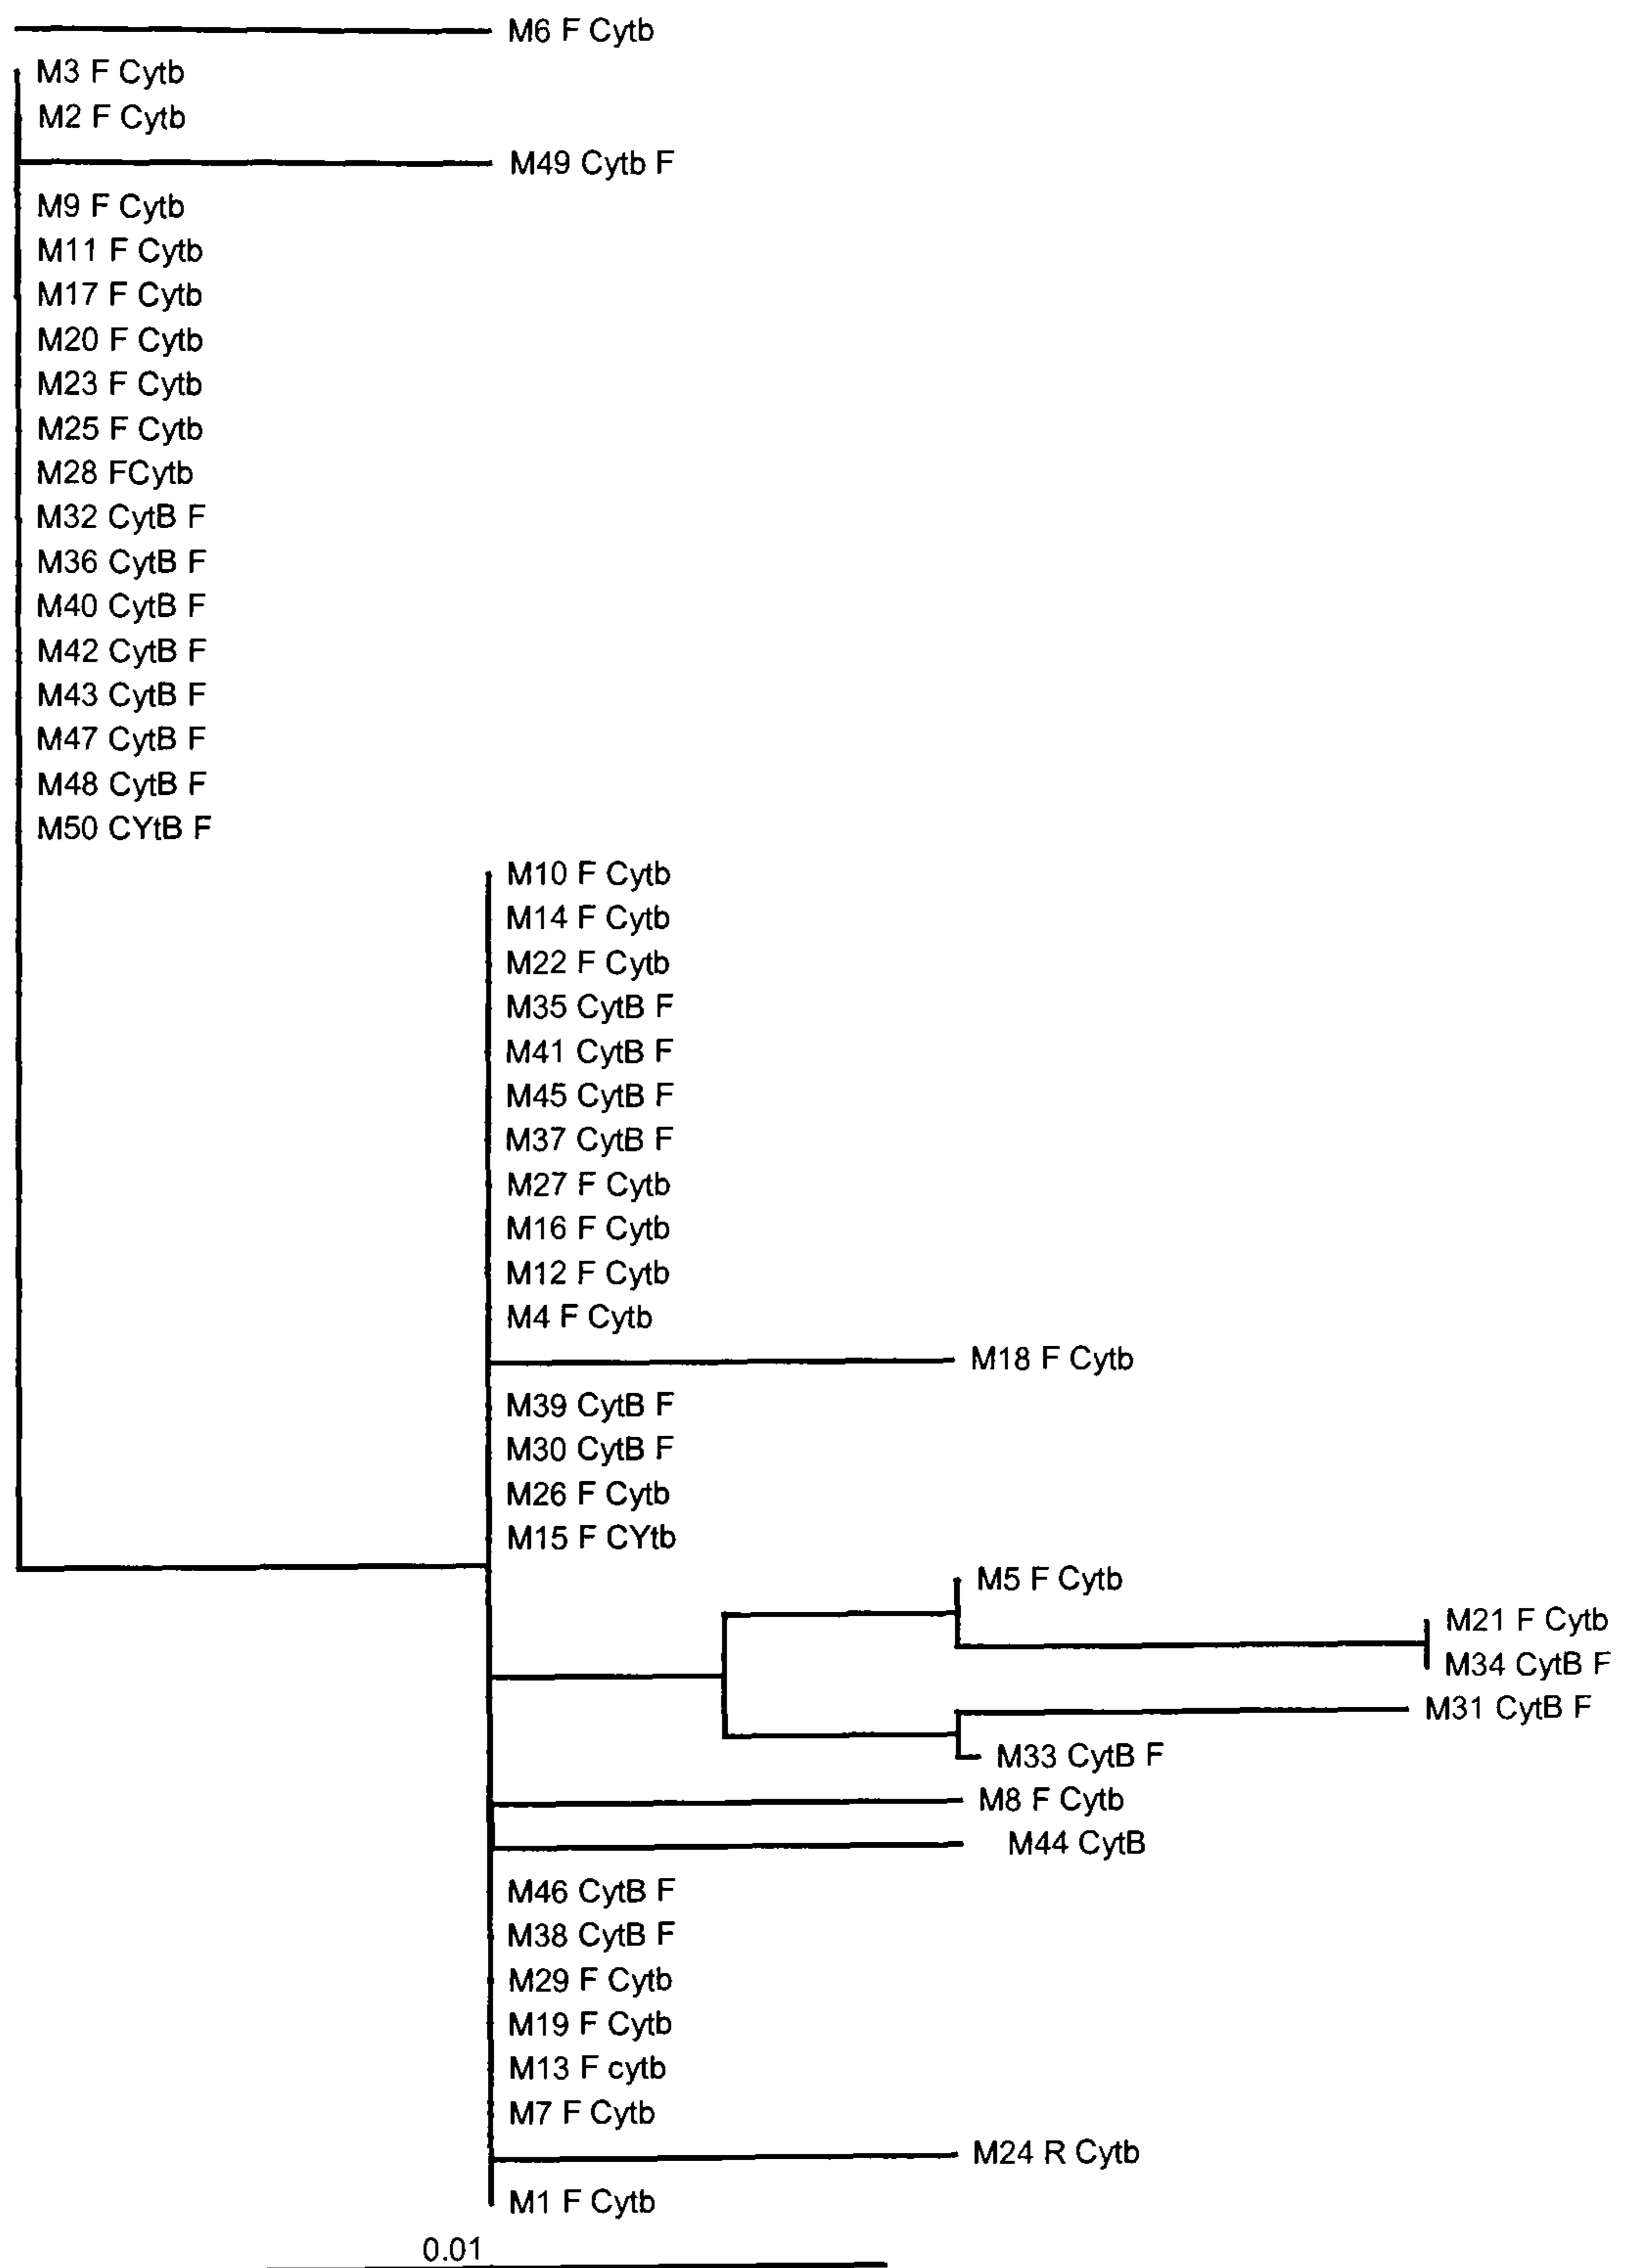 M6 F Cytb
M3 F Cytb
M2 F Cytb
M49 Cytb F
M9 F Cytb
M11 F Cytb
M17 F Cytb
M20 F Cytb
M23 F Cytb
M25 F Cytb
M28 FCytb
M32 CytB F
M36 CytB F
M40 CytB F
M42 CytB F
M43 CytB F
M47 CytB F
M48 CytB F
M50 CYtB F
M10 F Cytb
M14 F Cytb
M22 F Cytb
M35 CytB F
M41 CytB F
M45 CytB F
M37 CytB F
M27 F Cytb
M16 F Cytb
M12 F Cytb
M4 F Cytb
M18 F Cytb
M39 CytB F
M30 CytB F
M26 F Cytb
M15 F CYtb
M5 F Cytb
M21 F Cytb
M34 CytB F
M31 CytB F
M33 CytB F
M8 F Cytb
M44 CytB
M46 CytB F
M38 CytB F
M29 F Cytb
M19 F Cytb
M13 F cytb
M7 F Cytb
M24 R Cytb
M1 F Cytb
0.01